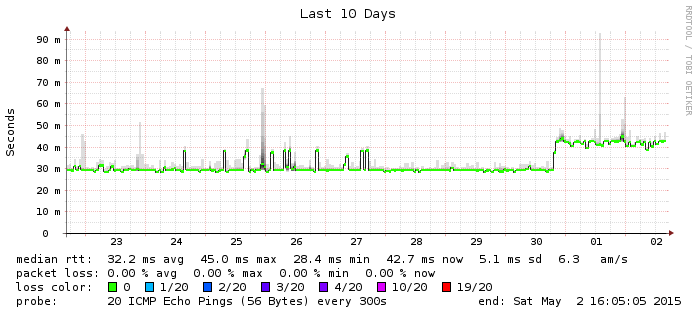 Last 10 Days
RRDTOOL / TOBI OETIKER
Seconds
90 m
80 m
70 m
60 m
50 m
40 m
30 m
20 m
10 m
0
23 24 25 26 27 28 29 30 01 02
median rtt: 32.2 ms avg 45.0 ms max 28.4 ms min 42.7 ms now 5.1 ms sd 6.3 am/s
packet loss: 0.00 % avg 0.00 % max 0.00 % min 0.00 % now
loss color: 0 1/20 2/20 3/20 4/20 10/20 19/20
probe: 20 ICMP Echo Pings (56 Bytes) every 300s end: Sat May 2 16:05:05 2015